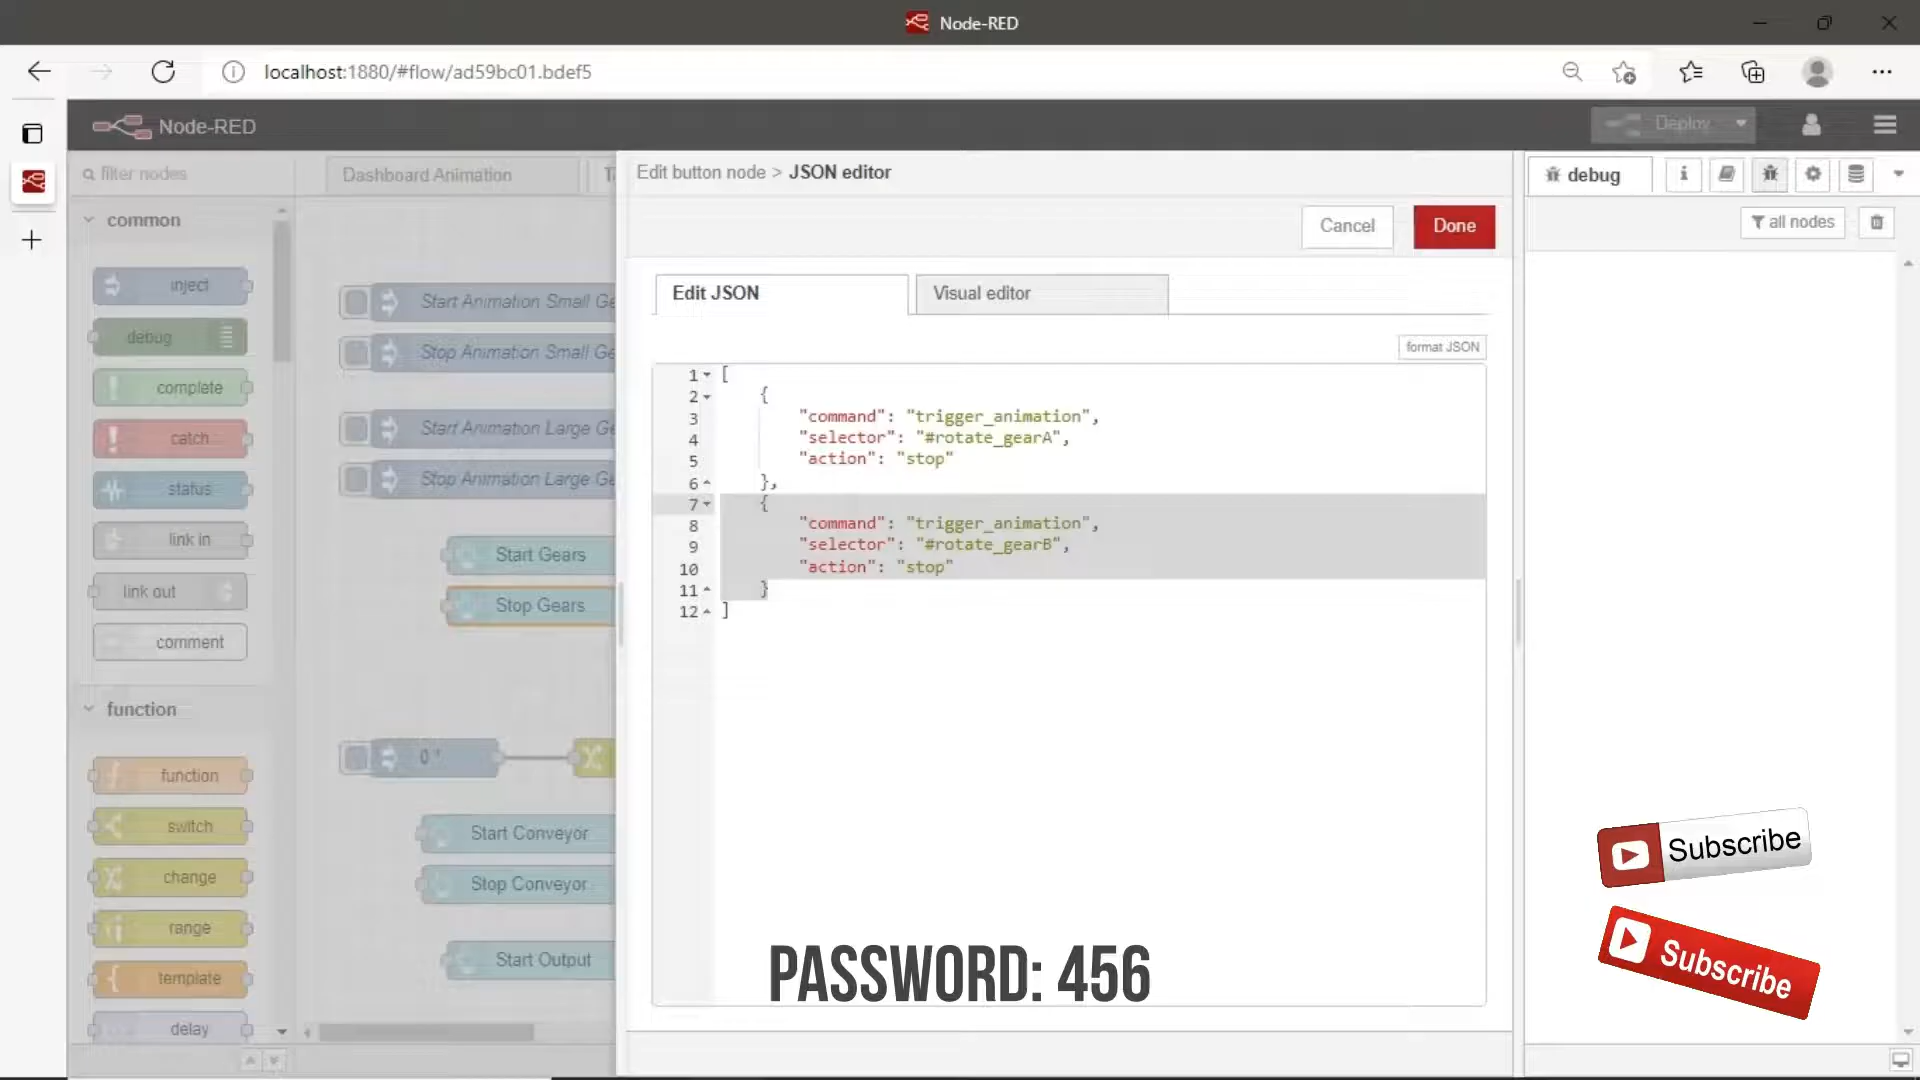 Node-RED
localhost:1880/#flow/ad59bc01.bdef5
Node-RED
Deploy
filter nodes
Dashboard Animation
Edit button node > JSON editor
debug
i
common
Cancel
Done
all nodes
inject
Edit JSON
Visual editor
Start Animation Small Ge
debug
format JSON
Stop Animation Small Ge
1 [
complete
2 {
3 "command": "trigger_animation",
catch
Start Animation Large Ge
4 "selector": "#rotate_gearA",
5 "action": "stop"
status
Stop Animation Large Ge
6 },
7 {
8 "command": "trigger_animation",
link in
Start Gears
9 "selector": "#rotate_gearB",
10 "action": "stop"
link out
Stop Gears
11 }
12 ]
comment
function
0 °
function
switch
Start Conveyor
Subscribe
change
Stop Conveyor
range
Start Output
PASSWORD: 456
Subscribe
template
delay